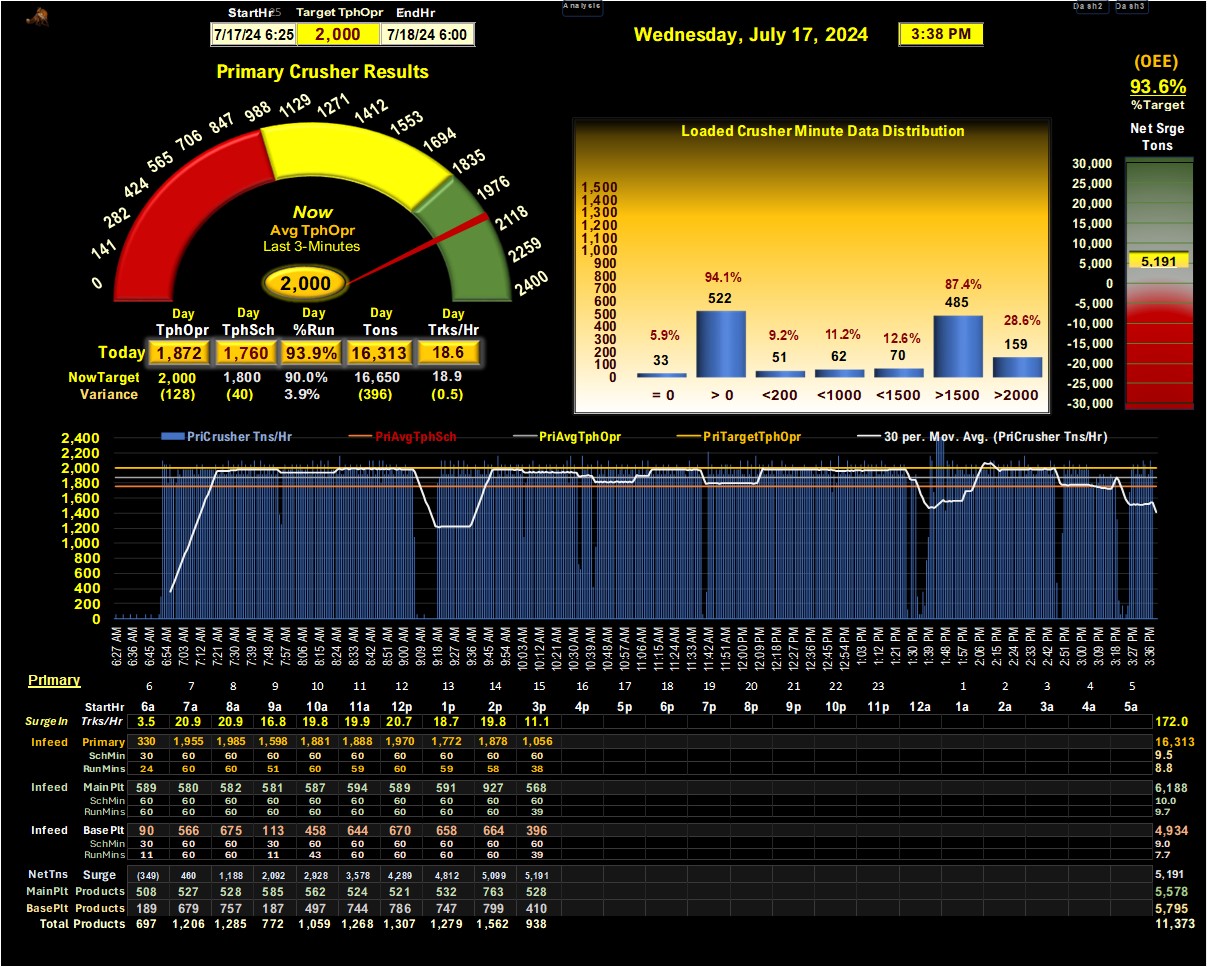 Analysis
Dash2 Dash3
StartHr 25 Target TphOpr EndHr
7/17/24 6:25 2,000 7/18/24 6:00
Wednesday, July 17, 2024 3:38 PM
(OEE)
93.6%
%Target
Net Srge
Tons
30,000
25,000
20,000
15,000
10,000
5,000
0
-5,000
-10,000
-15,000
-20,000
-25,000
-30,000
5,191
Primary Crusher Results
0 141 282 424 565 706 847 988 1129 1271 1412 1553 1694 1835 1976 2118 2259 2400
Now
Avg TphOpr
Last 3-Minutes
2,000
Day Day Day Day Day
TphOpr TphSch %Run Tons Trks/Hr
Today 1,872 1,760 93.9% 16,313 18.6
NowTarget 2,000 1,800 90.0% 16,650 18.9
Variance (128) (40) 3.9% (396) (0.5)
Loaded Crusher Minute Data Distribution
1,500
1,400
1,300
1,200
1,100
1,000
900
800
700
600
500
400
300
200
100
0
5.9% 94.1% 9.2% 11.2% 12.6% 87.4% 28.6%
33 522 51 62 70 485 159
= 0 > 0 <200 <1000 <1500 >1500 >2000
PriCrusher Tns/Hr PriAvgTphSch PriAvgTphOpr PriTargetTphOpr 30 per. Mov. Avg. (PriCrusher Tns/Hr)
2,400
2,200
2,000
1,800
1,600
1,400
1,200
1,000
800
600
400
200
0
6:27 AM 6:36 AM 6:45 AM 6:54 AM 7:03 AM 7:12 AM 7:21 AM 7:30 AM 7:39 AM 7:48 AM 7:57 AM 8:06 AM 8:15 AM 8:24 AM 8:33 AM 8:42 AM 8:51 AM 9:00 AM 9:09 AM 9:18 AM 9:27 AM 9:36 AM 9:45 AM 9:54 AM 10:03 AM 10:12 AM 10:21 AM 10:30 AM 10:39 AM 10:48 AM 10:57 AM 11:06 AM 11:15 AM 11:24 AM 11:33 AM 11:42 AM 11:51 AM 12:00 PM 12:09 PM 12:18 PM 12:27 PM 12:36 PM 12:45 PM 12:54 PM 1:03 PM 1:12 PM 1:21 PM 1:30 PM 1:39 PM 1:48 PM 1:57 PM 2:06 PM 2:15 PM 2:24 PM 2:33 PM 2:42 PM 2:51 PM 3:00 PM 3:09 PM 3:18 PM 3:27 PM 3:36 PM
Primary 6 7 8 9 10 11 12 13 14 15 16 17 18 19 20 21 22 23 1 2 3 4 5
StartHr 6a 7a 8a 9a 10a 11a 12p 1p 2p 3p 4p 5p 6p 7p 8p 9p 10p 11p 12a 1a 2a 3a 4a 5a
SurgeIn Trks/Hr 3.5 20.9 20.9 16.8 19.8 19.9 20.7 18.7 19.8 11.1 172.0
Infeed Primary 330 1,955 1,985 1,598 1,881 1,888 1,970 1,772 1,878 1,056 16,313
SchMin 30 60 60 60 60 60 60 60 60 60 9.5
RunMins 24 60 60 51 60 59 60 59 58 38 8.8
Infeed MainPlt 589 580 582 581 587 594 589 591 927 568 6,188
SchMin 60 60 60 60 60 60 60 60 60 60 10.0
RunMins 60 60 60 60 60 60 60 60 60 39 9.7
Infeed BasePlt 90 566 675 113 458 644 670 658 664 396 4,934
SchMin 30 60 60 30 60 60 60 60 60 60 9.0
RunMins 11 60 60 11 43 60 60 60 60 39 7.7
NetTns Surge (349) 460 1,188 2,092 2,928 3,578 4,289 4,812 5,099 5,191 5,191
MainPlt Products 508 527 528 585 562 524 521 532 763 528 5,578
BasePlt Products 189 679 757 187 497 744 786 747 799 410 5,795
Total Products 697 1,206 1,285 772 1,059 1,268 1,307 1,279 1,562 938 11,373